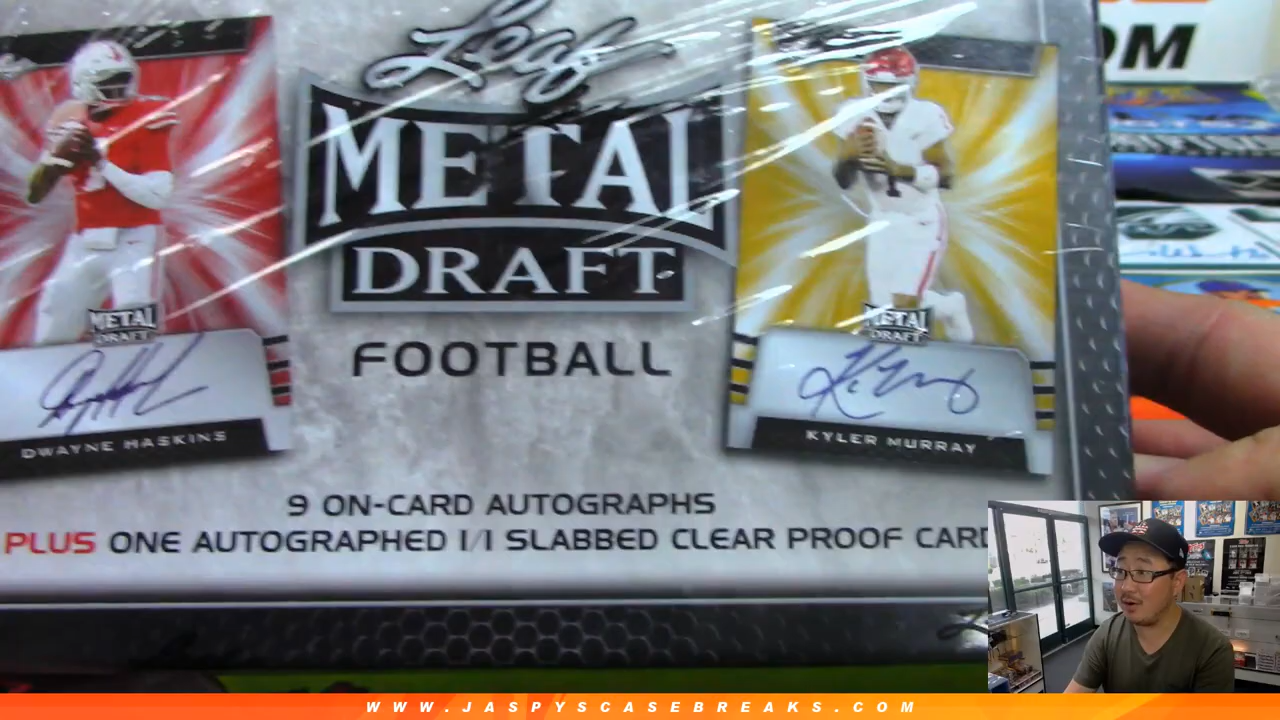 Leaf
METAL
DRAFT
FOOTBALL
METAL
DRAFT
DWAYNE HASKINS
METAL
DRAFT
KYLER MURRAY
9 ON-CARD AUTOGRAPHS
PLUS ONE AUTOGRAPHED 1/1 SLABBED CLEAR PROOF CARD
OM
WWW.JASPYSCASEBREAKS.COM